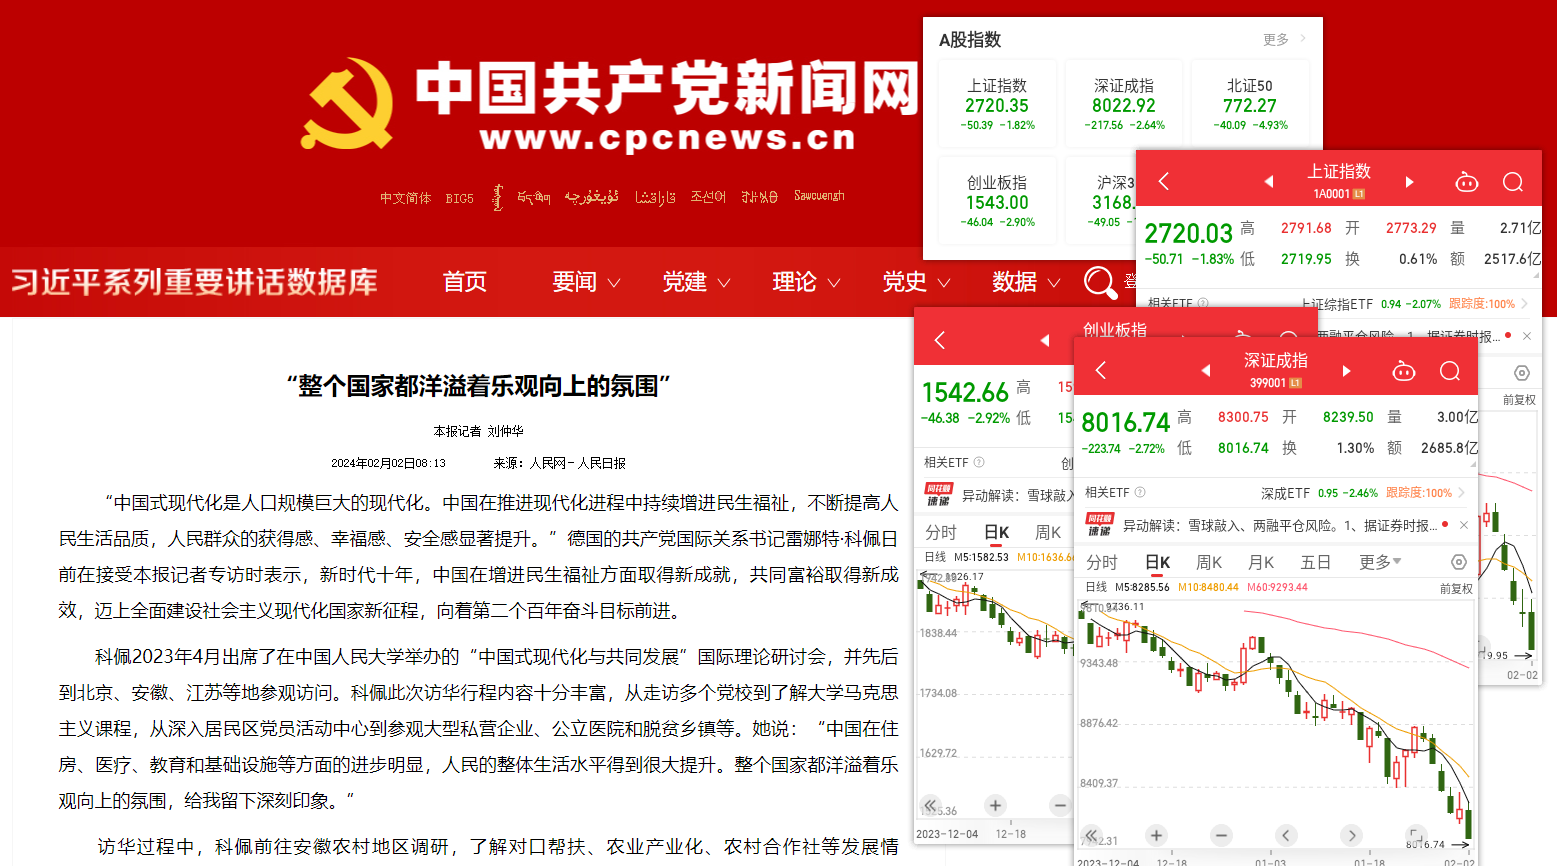 中国共产党新闻网
www.cpcnews.cn
中文简体 BIG5 ئۇيغۇرچە قازاقشا 조선어 Sawcuengh
习近平系列重要讲话数据库 首页 要闻 党建 理论 党史 数据
“整个国家都洋溢着乐观向上的氛围”
本报记者 刘仲华
2024年02月02日08:13 来源：人民网－人民日报
“中国式现代化是人口规模巨大的现代化。中国在推进现代化进程中持续增进民生福祉，不断提高人
民生活品质，人民群众的获得感、幸福感、安全感显著提升。”德国的共产党国际关系书记雷娜特·科佩日
前在接受本报记者专访时表示，新时代十年，中国在增进民生福祉方面取得新成就，共同富裕取得新成
效，迈上全面建设社会主义现代化国家新征程，向着第二个百年奋斗目标前进。
科佩2023年4月出席了在中国人民大学举办的“中国式现代化与共同发展”国际理论研讨会，并先后
到北京、安徽、江苏等地参观访问。科佩此次访华行程内容十分丰富，从走访多个党校到了解大学马克思
主义课程，从深入居民区党员活动中心到参观大型私营企业、公立医院和脱贫乡镇等。她说：“中国在住
房、医疗、教育和基础设施等方面的进步明显，人民的整体生活水平得到很大提升。整个国家都洋溢着乐
观向上的氛围，给我留下深刻印象。”
访华过程中，科佩前往安徽农村地区调研，了解对口帮扶、农业产业化、农村合作社等发展情
A股指数 更多
上证指数 深证成指 北证50
2720.35 8022.92 772.27
-50.39 -1.82% -217.56 -2.64% -40.09 -4.93%
创业板指 沪深3
1543.00 3168.
-46.04 -2.90% -49.05
上证指数
1A0001 L1
2720.03 高 2791.68 开 2773.29 量 2.71亿
-50.71 -1.83% 低 2719.95 换 0.61% 额 2517.6亿
相关ETF 上证综指ETF 0.94 -2.07% 跟踪度:100%
两融平仓风险。1、据证券时报...
前复权
9.95
02-02
创业板指
1542.66 高 15
-46.38 -2.92% 低 15
相关ETF 创
同花顺
速递
异动解读：雪球敲入
分时 日K 周K
日线 M5:1582.53 M10:1636.6
1926.17
1838.44
1734.08
1629.72
2023-12-04 12-18
深证成指
399001 L1
8016.74 高 8300.75 开 8239.50 量 3.00亿
-223.74 -2.72% 低 8016.74 换 1.30% 额 2685.8亿
相关ETF 深成ETF 0.95 -2.46% 跟踪度:100%
同花顺
速递
异动解读：雪球敲入、两融平仓风险。1、据证券时报...
分时 日K 周K 月K 五日 更多
日线 M5:8285.56 M10:8480.44 M60:9293.44 前复权
9736.11
9343.48
8876.42
8409.37
8016.74
2023-12-04 12-18 01-03 01-18 02-02